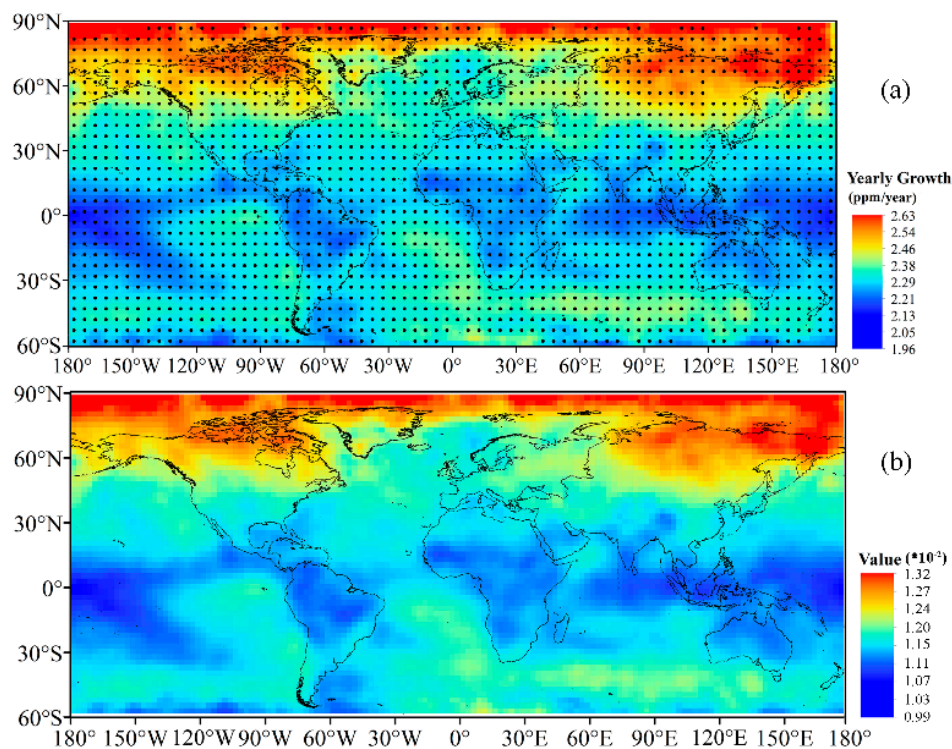 90°N
60°N
30°N
0°
30°S
60°S
180° 150°W 120°W 90°W 60°W 30°W 0° 30°E 60°E 90°E 120°E 150°E 180°
(a)
Yearly Growth
(ppm/year)
2.63
2.54
2.46
2.38
2.29
2.21
2.13
2.05
1.96
90°N
60°N
30°N
0°
30°S
60°S
180° 150°W 120°W 90°W 60°W 30°W 0° 30°E 60°E 90°E 120°E 150°E 178°
(b)
Value (*10⁻²)
1.32
1.28
1.24
1.20
1.15
1.11
1.07
1.03
0.99